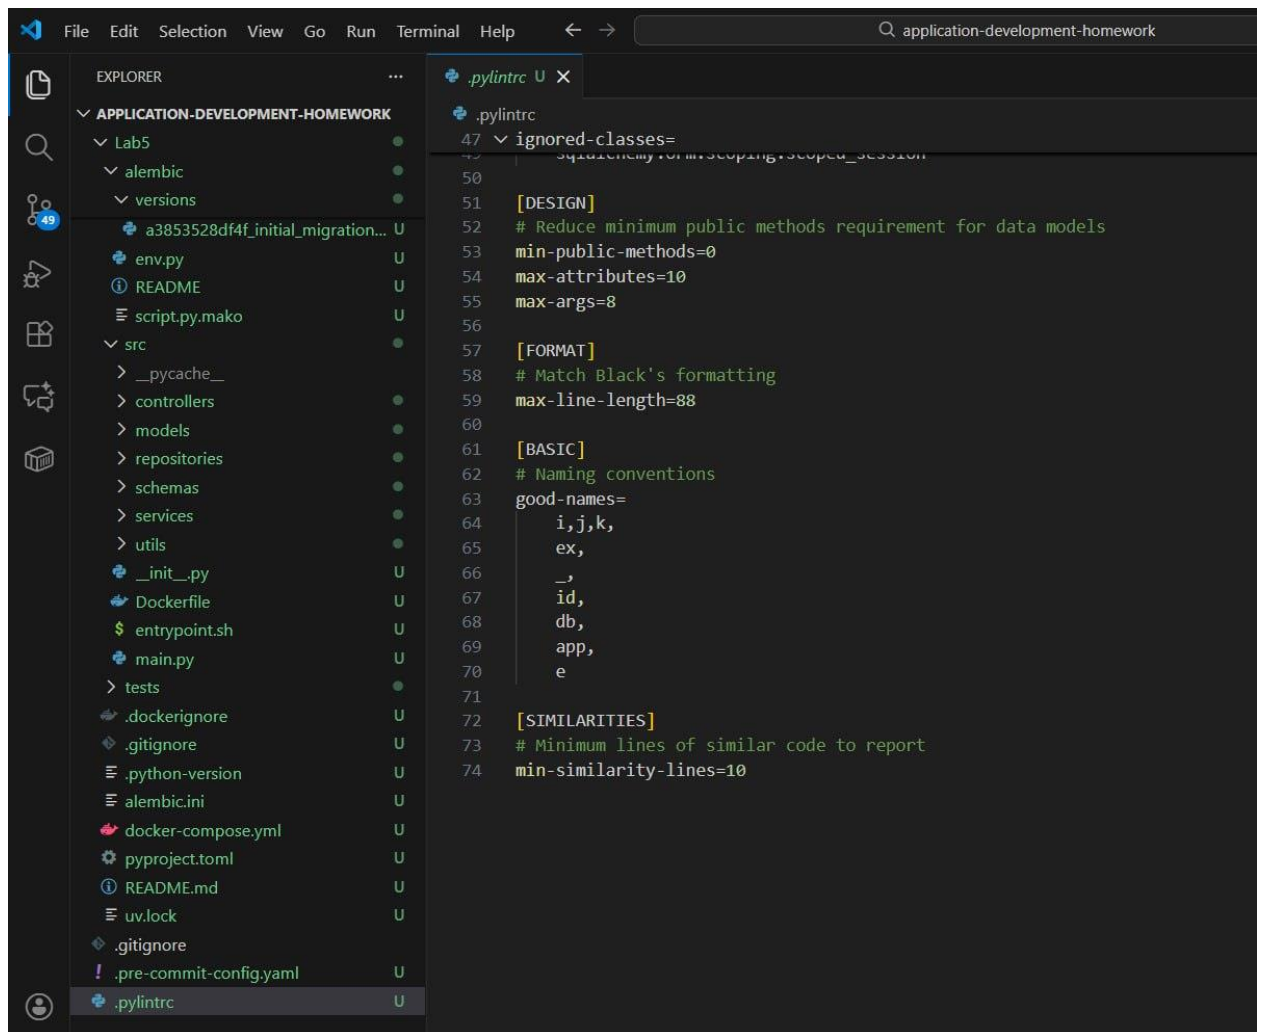 File Edit Selection View Go Run Terminal Help
application-development-homework
EXPLORER
.pylintrc U
APPLICATION-DEVELOPMENT-HOMEWORK
Lab5
alembic
versions
a3853528df4f_initial_migration... U
env.py U
README U
script.py.mako U
src
__pycache__
controllers
models
repositories
schemas
services
utils
__init__.py U
Dockerfile U
entrypoint.sh U
main.py U
tests
.dockerignore U
.gitignore U
.python-version U
alembic.ini U
docker-compose.yml U
pyproject.toml U
README.md U
uv.lock U
.gitignore
.pre-commit-config.yaml U
.pylintrc U
49
.pylintrc
47 ignored-classes=
49 sqlalchemy.orm.scoping.scoped_session
50
51 [DESIGN]
52 # Reduce minimum public methods requirement for data models
53 min-public-methods=0
54 max-attributes=10
55 max-args=8
56
57 [FORMAT]
58 # Match Black's formatting
59 max-line-length=88
60
61 [BASIC]
62 # Naming conventions
63 good-names=
64 i,j,k,
65 ex,
66 _,
67 id,
68 db,
69 app,
70 e
71
72 [SIMILARITIES]
73 # Minimum lines of similar code to report
74 min-similarity-lines=10